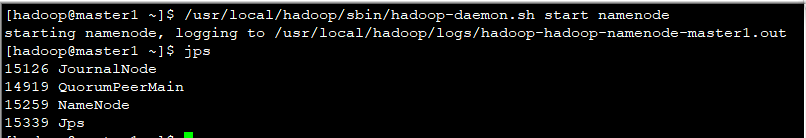 [hadoop@master1 ~]$ /usr/local/hadoop/sbin/hadoop-daemon.sh start namenode
starting namenode, logging to /usr/local/hadoop/logs/hadoop-hadoop-namenode-master1.out
[hadoop@master1 ~]$ jps
15126 JournalNode
14919 QuorumPeerMain
15259 NameNode
15339 Jps
[hadoop@master1 ~]$